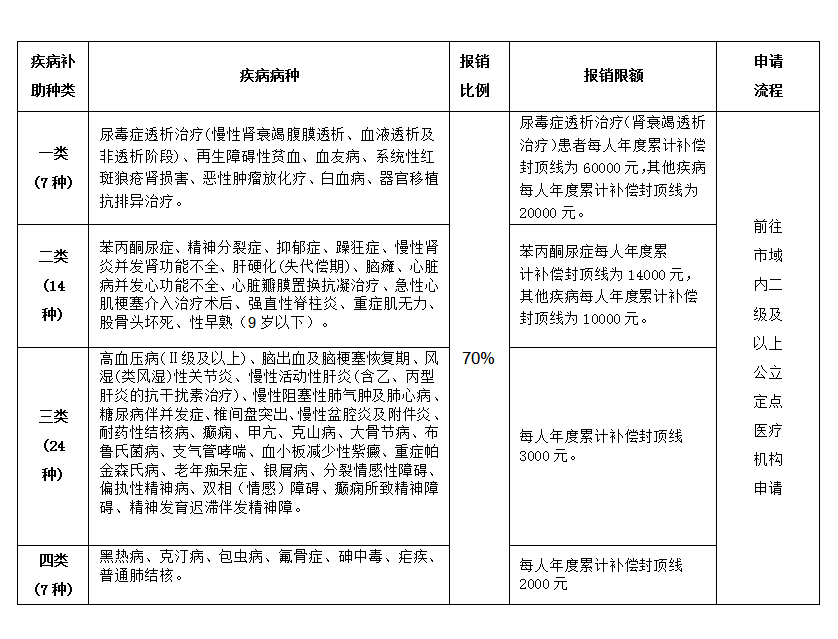 疾病补
助种类
疾病病种
报销
比例
报销限额
申请
流程
一类
(7 种)
尿毒症透析治疗(慢性肾衰竭腹膜透析、血液透析及
非透析阶段)、再生障碍性贫血、血友病、系统性红
斑狼疮肾损害、恶性肿瘤放化疗、白血病、器官移植
抗排异治疗。
70%
尿毒症透析治疗(肾衰竭透析
治疗)患者每人年度累计补偿
封顶线为 60000 元,其他疾病
每人年度累计补偿封顶线为
20000 元。
前往
市域
内二
级及
以上
公立
定点
医疗
机构
申请
二类
(14
种)
苯丙酮尿症、精神分裂症、抑郁症、躁狂症、慢性肾
炎并发肾功能不全、肝硬化(失代偿期)、脑瘫、心脏
病并发心功能不全、心脏瓣膜置换抗凝治疗、急性心
肌梗塞介入治疗术后、强直性脊柱炎、重症肌无力、
股骨头坏死、性早熟（9 岁以下）。
苯丙酮尿症每人年度累
计补偿封顶线为 14000 元,
其他疾病每人年度累计补偿
封顶线为 10000 元。
三类
(24
种)
高血压病(Ⅱ级及以上)、脑出血及脑梗塞恢复期、风
湿(类风湿)性关节炎、慢性活动性肝炎(含乙、丙型
肝炎的抗干扰素治疗)、慢性阻塞性肺气肿及肺心病、
糖尿病伴并发症、椎间盘突出、慢性盆腔炎及附件炎、
耐药性结核病、癫痫、甲亢、克山病、大骨节病、布
鲁氏菌病、支气管哮喘、血小板减少性紫癜、重症帕
金森氏病、老年痴呆症、银屑病、分裂情感性障碍、
偏执性精神病、双相（情感）障碍、癫痫所致精神障
碍、精神发育迟滞伴发精神障。
每人年度累计补偿封顶线
3000 元。
四类
(7 种)
黑热病、克汀病、包虫病、氟骨症、砷中毒、疟疾、
普通肺结核。
每人年度累计补偿封顶线
2000 元